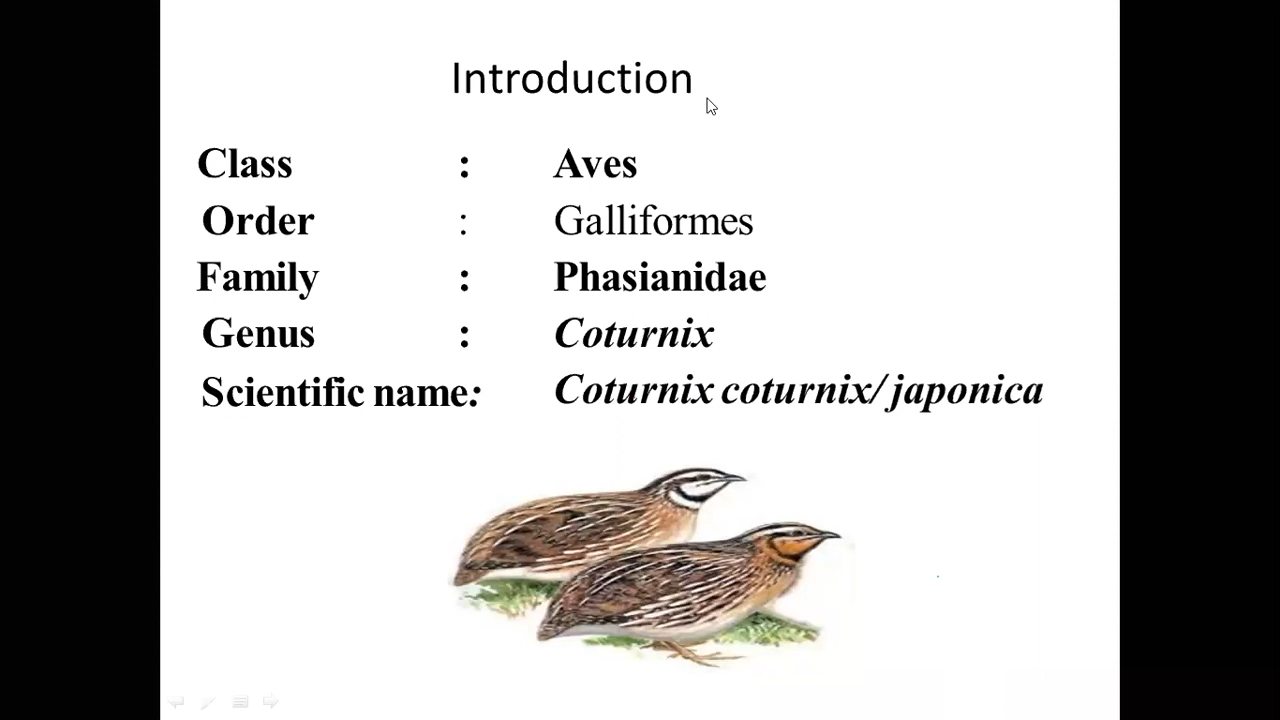 Introduction
Class : Aves
Order : Galliformes
Family : Phasianidae
Genus : Coturnix
Scientific name: Coturnix coturnix/ japonica